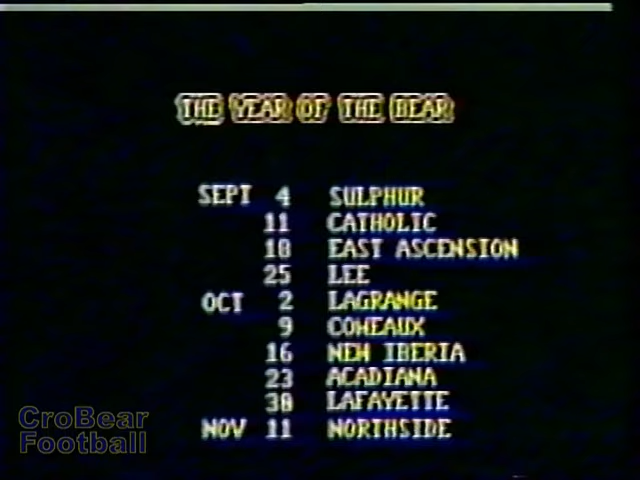 THE YEAR OF THE BEAR
SEPT 4 SULPHUR
11 CATHOLIC
18 EAST ASCENSION
25 LEE
OCT 2 LAGRANGE
9 COMEAUX
16 NEW IBERIA
23 ACADIANA
30 LAFAYETTE
NOV 11 NORTHSIDE
CroBear
Football